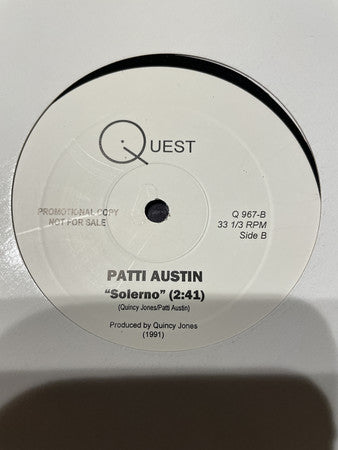 QUEST
PROMOTIONAL COPY
NOT FOR SALE
Q 967-B
33 1/3 RPM
Side B
PATTI AUSTIN
"Solerno" (2:41)
(Quincy Jones/Patti Austin)
Produced by Quincy Jones
(1991)